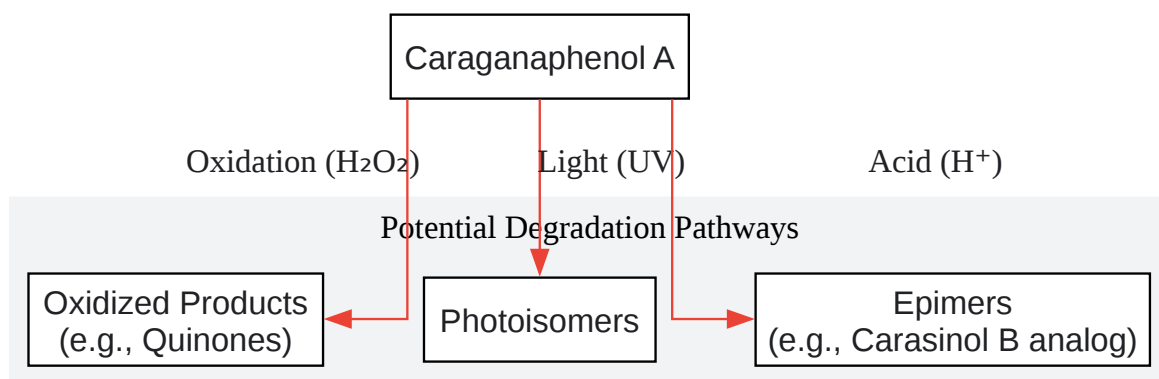 Caraganaphenol A
Oxidation (H₂O₂)
Light (UV)
Acid (H⁺)
Potential Degradation Pathways
Oxidized Products
(e.g., Quinones)
Photoisomers
Epimers
(e.g., Carasinol B analog)